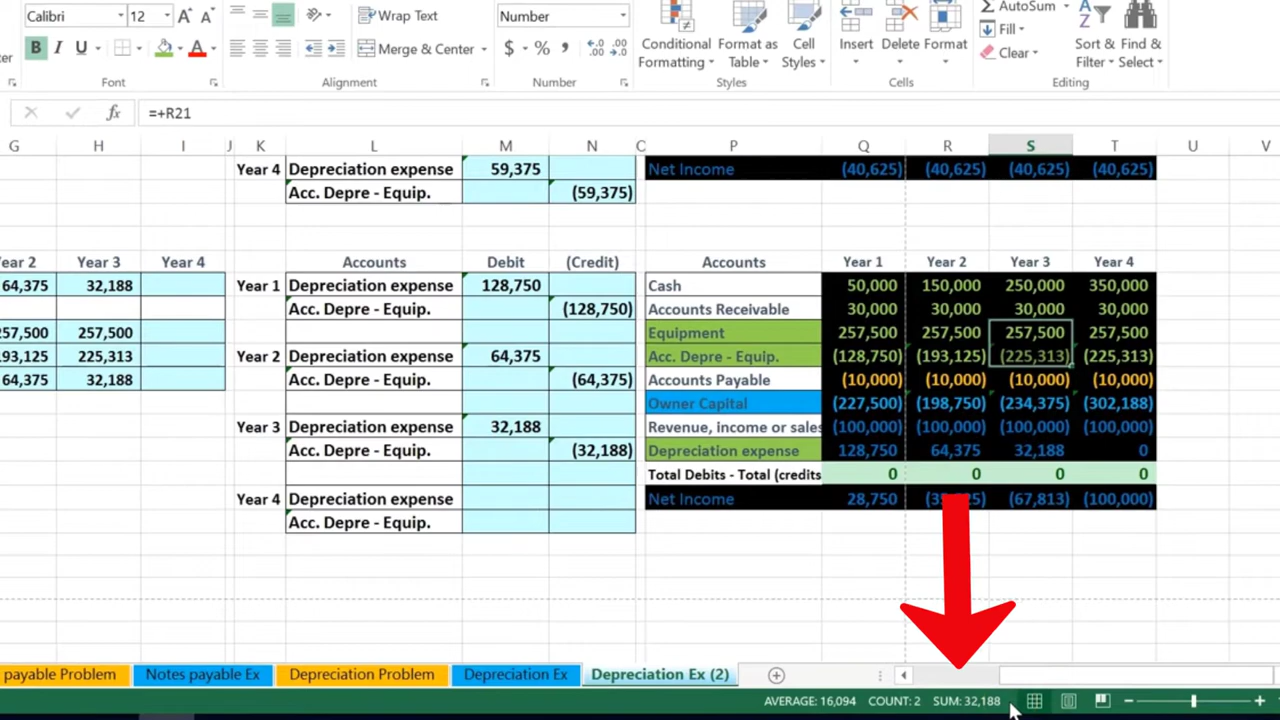 Calibri 12 A A Wrap Text Number AutoSum
B I U A Merge & Center $ % , Conditional Formatting Format as Table Cell Styles Insert Delete Format Fill Clear Sort & Filter Find & Select
Font Alignment Number Styles Cells Editing
fx =+R21
G H I J K L M N C P Q R S T U V
Year 4 Depreciation expense 59,375 Net Income (40,625) (40,625) (40,625) (40,625)
Acc. Depre - Equip. (59,375)
Year 2 Year 3 Year 4 Accounts Debit (Credit) Accounts Year 1 Year 2 Year 3 Year 4
64,375 32,188 Year 1 Depreciation expense 128,750 Cash 50,000 150,000 250,000 350,000
Acc. Depre - Equip. (128,750) Accounts Receivable 30,000 30,000 30,000 30,000
257,500 257,500 Equipment 257,500 257,500 257,500 257,500
193,125 225,313 Year 2 Depreciation expense 64,375 Acc. Depre - Equip. (128,750) (193,125) (225,313) (225,313)
64,375 32,188 Acc. Depre - Equip. (64,375) Accounts Payable (10,000) (10,000) (10,000) (10,000)
Owner Capital (227,500) (198,750) (234,375) (302,188)
Year 3 Depreciation expense 32,188 Revenue, income or sales (100,000) (100,000) (100,000) (100,000)
Acc. Depre - Equip. (32,188) Depreciation expense 128,750 64,375 32,188 0
Total Debits - Total (credits 0 0 0 0
Year 4 Depreciation expense Net Income 28,750 (67,813) (100,000)
Acc. Depre - Equip.
payable Problem Notes payable Ex Depreciation Problem Depreciation Ex Depreciation Ex (2)
AVERAGE: 16,094 COUNT: 2 SUM: 32,188